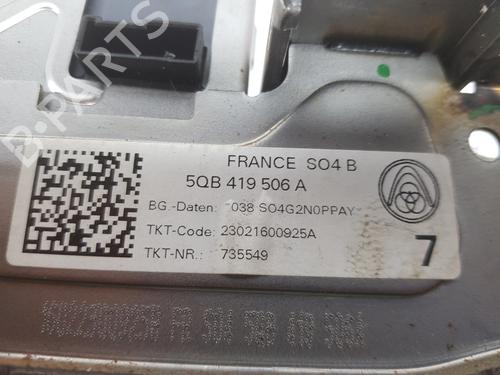 B-PARTS
FRANCE SO4 B
5QB 419 506 A
BG.-Daten: 038 SO4G2N0PPAY
TKT-Code: 23021600925A
TKT-NR.: 735549
7